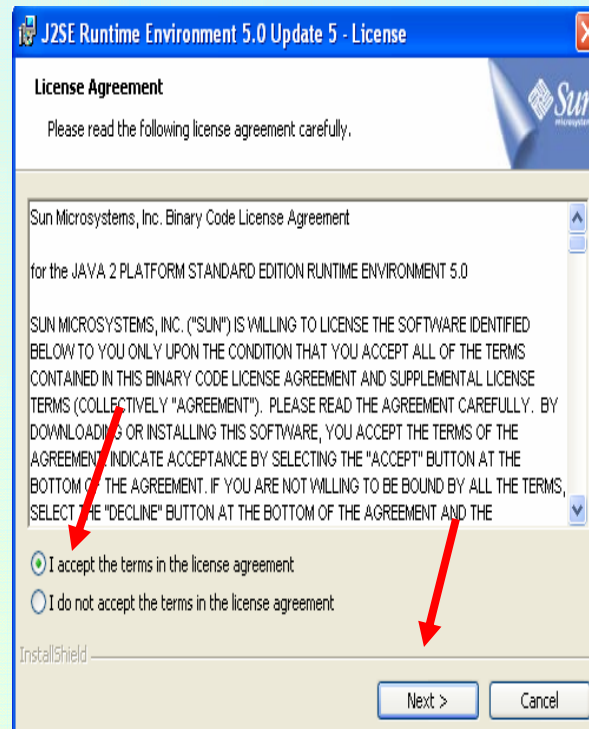 J2SE Runtime Environment 5.0 Update 5 - License
License Agreement
Please read the following license agreement carefully.
Sun
microsystems
Sun Microsystems, Inc. Binary Code License Agreement
for the JAVA 2 PLATFORM STANDARD EDITION RUNTIME ENVIRONMENT 5.0
SUN MICROSYSTEMS, INC. ("SUN") IS WILLING TO LICENSE THE SOFTWARE IDENTIFIED
BELOW TO YOU ONLY UPON THE CONDITION THAT YOU ACCEPT ALL OF THE TERMS
CONTAINED IN THIS BINARY CODE LICENSE AGREEMENT AND SUPPLEMENTAL LICENSE
TERMS (COLLECTIVELY "AGREEMENT"). PLEASE READ THE AGREEMENT CAREFULLY. BY
DOWNLOADING OR INSTALLING THIS SOFTWARE, YOU ACCEPT THE TERMS OF THE
AGREEMENT. INDICATE ACCEPTANCE BY SELECTING THE "ACCEPT" BUTTON AT THE
BOTTOM OF THE AGREEMENT. IF YOU ARE NOT WILLING TO BE BOUND BY ALL THE TERMS,
SELECT THE "DECLINE" BUTTON AT THE BOTTOM OF THE AGREEMENT AND THE
I accept the terms in the license agreement
I do not accept the terms in the license agreement
InstallShield
Next >
Cancel